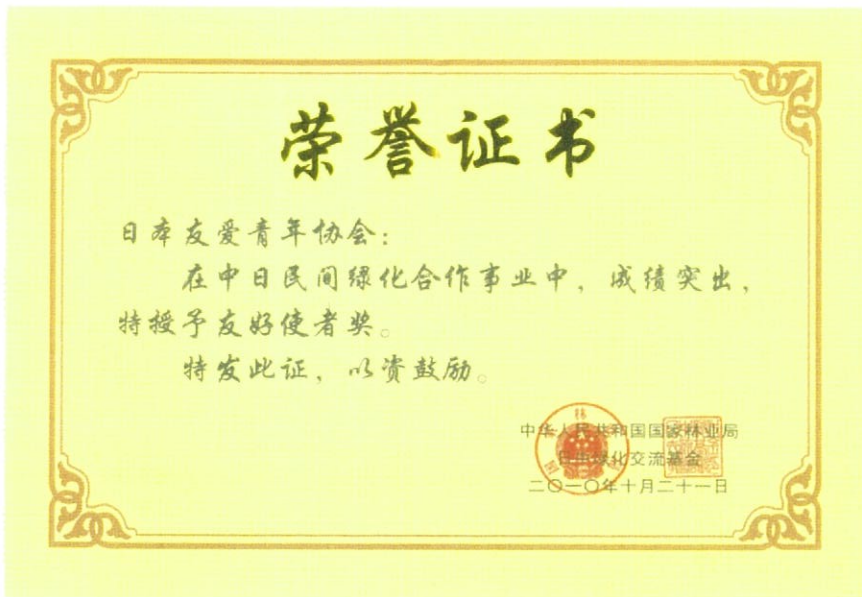 荣誉证书
日本友爱青年协会：
在中日民间绿化合作事业中，成绩突出，
特授予友好使者奖。
特发此证，以资鼓励。
中华人民共和国国家林业局
日中绿化交流基金
二〇一〇年十月二十一日